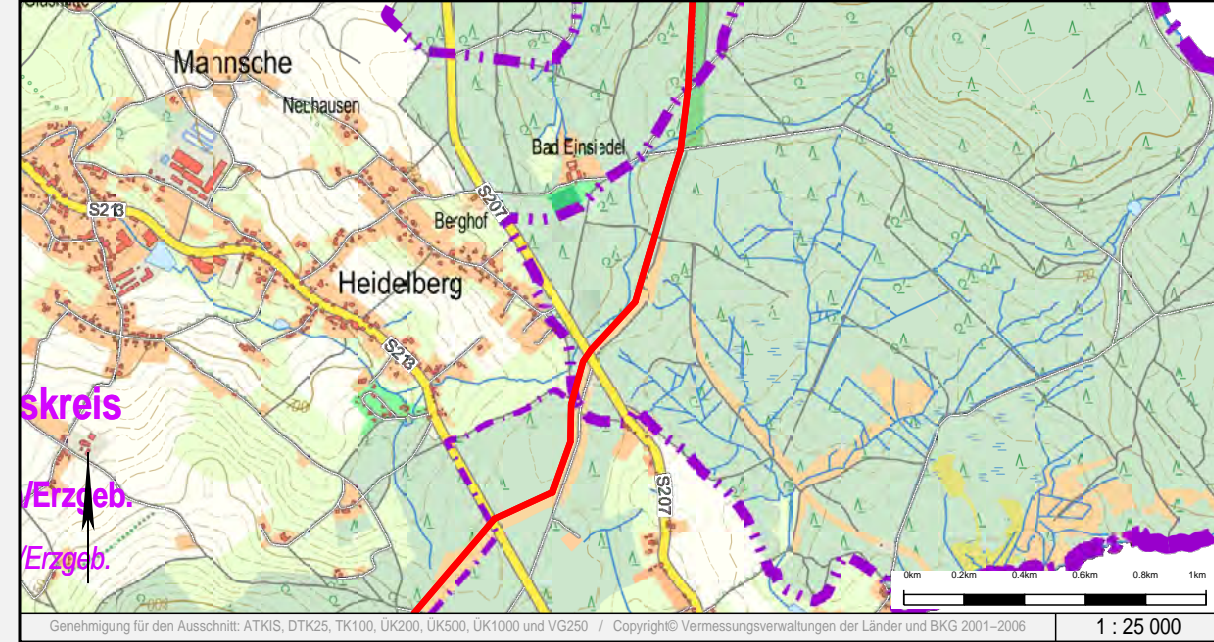 Mannsche
Neuhausen
Bad Einsiedel
S213
S207
Berghof
Heidelberg
S213
skreis
/Erzgeb.
S207
/Erzgeb.
0km 0.2km 0.4km 0.6km 0.8km 1km
Genehmigung für den Ausschnitt: ATKIS, DTK25, TK100, ÜK200, ÜK500, ÜK1000 und VG250 / Copyright© Vermessungsverwaltungen der Länder und BKG 2001–2006
1 : 25 000